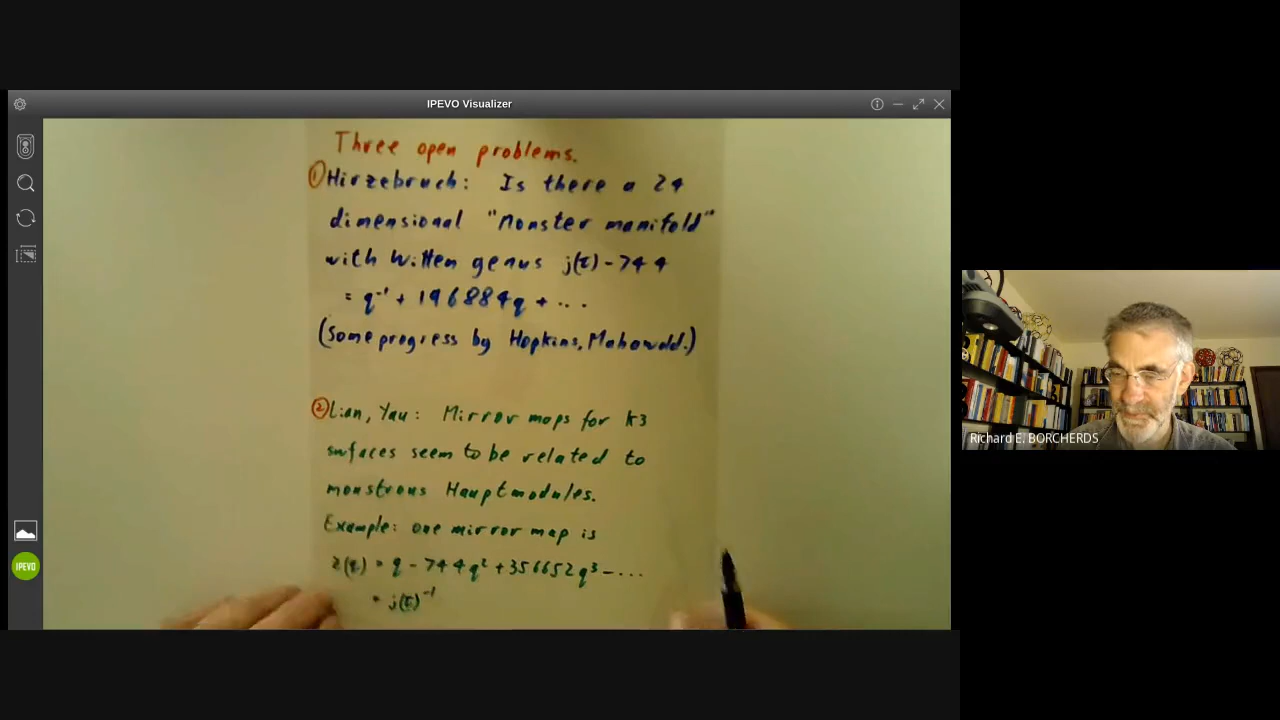 IPEVO Visualizer
Three open problems.
① Hirzebruch: Is there a 24
dimensional "Monster manifold"
with Witten genus j(τ)-744
= q⁻¹ + 196884q + ...
(Some progress by Hopkins, Mahowald.)
② Lian, Yau: Mirror maps for K3
surfaces seem to be related to
monstrous Hauptmodules.
Example: one mirror map is
z(q) = q - 744q² + 356652q³ - ...
= j(τ)⁻¹
IPEVO
Richard E. BORCHERDS